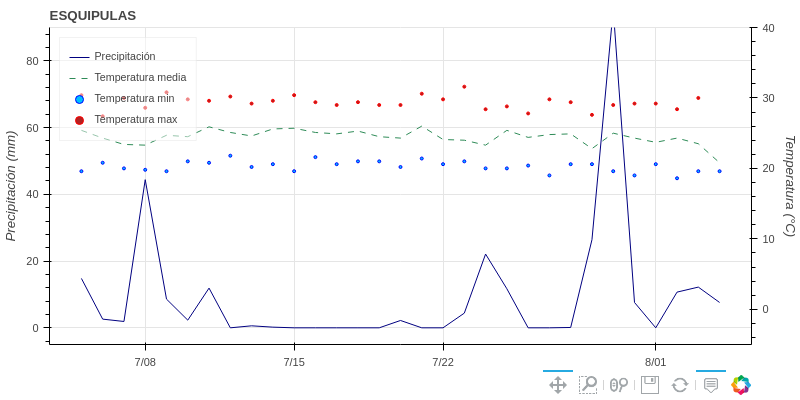 ESQUIPULAS
Precipitación
Temperatura media
Temperatura min
Temperatura max
Precipitación (mm)
80
60
40
20
0
Temperatura (°C)
40
30
20
10
0
7/08
7/15
7/22
8/01